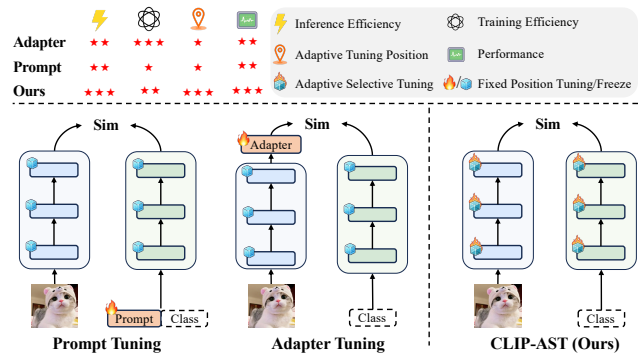 Inference Efficiency
Training Efficiency
Adapter
Adaptive Tuning Position
Performance
Prompt
Adaptive Selective Tuning
Fixed Position Tuning/Freeze
Ours
Sim
Sim
Sim
Adapter
Prompt
Class
Class
Class
Prompt Tuning
Adapter Tuning
CLIP-AST (Ours)